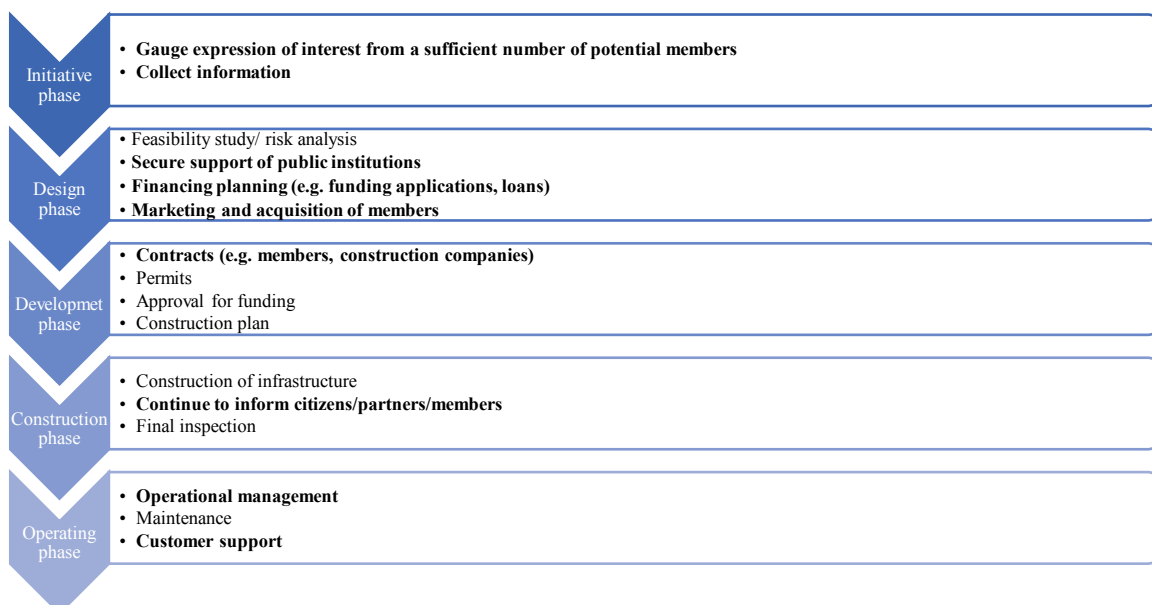 Initiative
phase
• Gauge expression of interest from a sufficient number of potential members
• Collect information
Design
phase
• Feasibility study/ risk analysis
• Secure support of public institutions
• Financing planning (e.g. funding applications, loans)
• Marketing and acquisition of members
Developmet
phase
• Contracts (e.g. members, construction companies)
• Permits
• Approval for funding
• Construction plan
Construction
phase
• Construction of infrastructure
• Continue to inform citizens/partners/members
• Final inspection
Operating
phase
• Operational management
• Maintenance
• Customer support